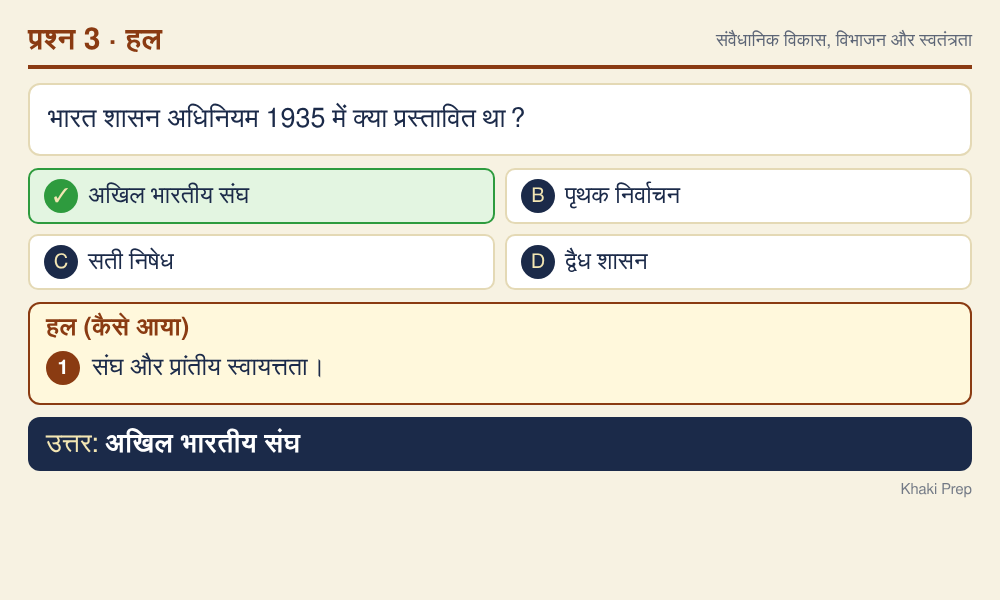 प्रश्न 3 · हल
संवैधानिक विकास, विभाजन और स्वतंत्रता
भारत शासन अधिनियम 1935 में क्या प्रस्तावित था ?
✓ अखिल भारतीय संघ
B पृथक निर्वाचन
C सती निषेध
D द्वैध शासन
हल (कैसे आया)
1 संघ और प्रांतीय स्वायत्तता ।
उत्तर: अखिल भारतीय संघ
Khaki Prep